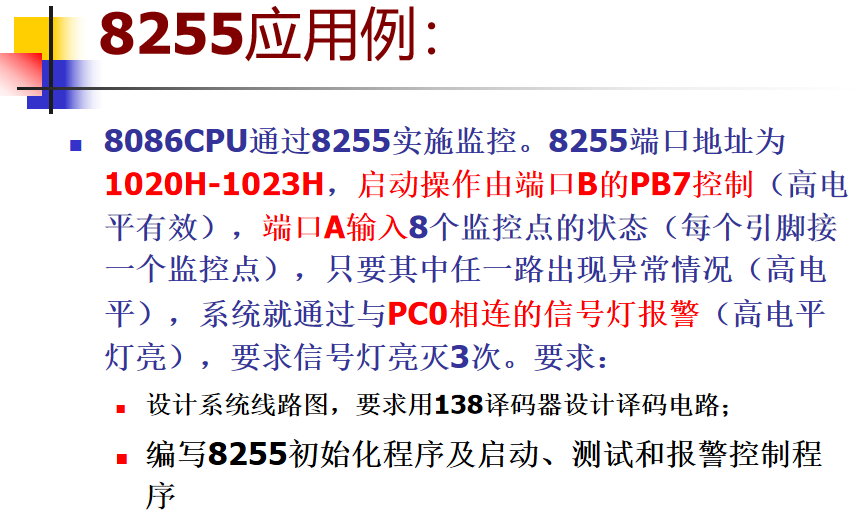 8255应用例：
8086CPU通过8255实施监控。8255端口地址为
1020H-1023H，启动操作由端口B的PB7控制（高电
平有效），端口A输入8个监控点的状态（每个引脚接
一个监控点），只要其中任一路出现异常情况（高电
平），系统就通过与PC0相连的信号灯报警（高电平
灯亮），要求信号灯亮灭3次。要求：
设计系统线路图，要求用138译码器设计译码电路；
编写8255初始化程序及启动、测试和报警控制程
序